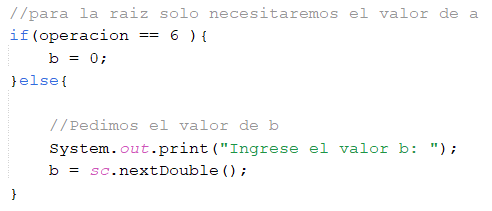 //para la raiz solo necesitaremos el valor de a
if(operacion == 6 ){
    b = 0;
}else{
    //Pedimos el valor de b
    System.out.print("Ingrese el valor b: ");
    b = sc.nextDouble();
}